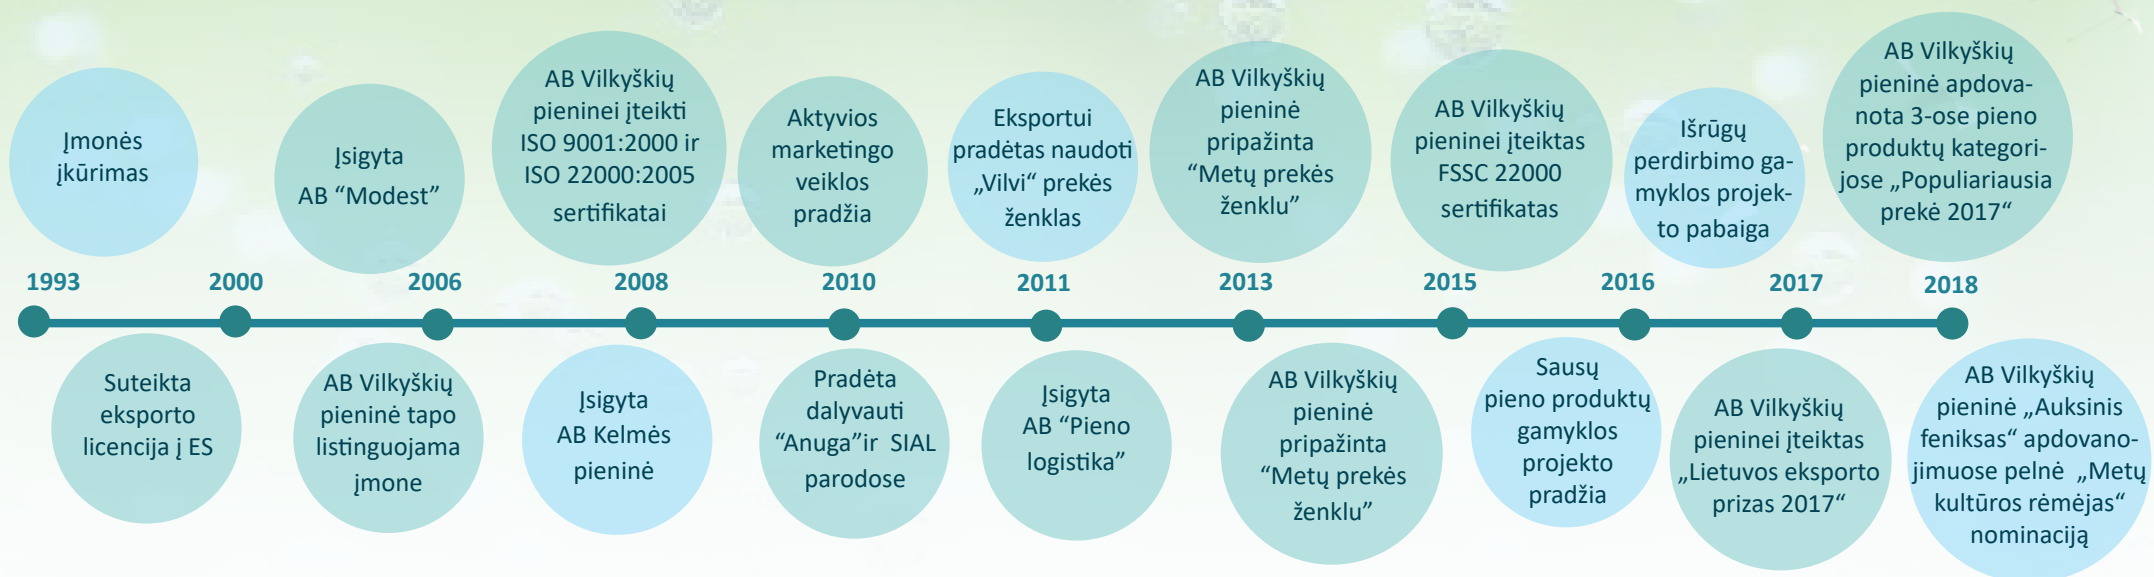 Įmonės
įkūrimas
Įsigyta
AB “Modest”
AB Vilkyškių
pieninei įteikti
ISO 9001:2000 ir
ISO 22000:2005
sertifikatai
Aktyvios
marketingo
veiklos
pradžia
Eksportui
pradėtas naudoti
„Vilvi“ prekės
ženklas
AB Vilkyškių
pieninė
pripažinta
“Metų prekės
ženklu”
AB Vilkyškių
pieninei įteiktas
FSSC 22000
sertifikatas
Išrūgų
perdirbimo ga-
myklos projek-
to pabaiga
AB Vilkyškių
pieninė apdova-
nota 3-ose pieno
produktų kategori-
jose „Populiariausia
prekė 2017“
1993
2000
2006
2008
2010
2011
2013
2015
2016
2017
2018
Suteikta
eksporto
licencija į ES
AB Vilkyškių
pieninė tapo
listinguojama
įmone
Įsigyta
AB Kelmės
pieninė
Pradėta
dalyvauti
“Anuga”ir SIAL
parodose
Įsigyta
AB “Pieno
logistika”
AB Vilkyškių
pieninė
pripažinta
“Metų prekės
ženklu”
Sausų
pieno produktų
gamyklos
projekto
pradžia
AB Vilkyškių
pieninei įteiktas
„Lietuvos eksporto
prizas 2017“
AB Vilkyškių
pieninė „Auksinis
feniksas“ apdovano-
jimuose pelnė „Metų
kultūros rėmėjas“
nominaciją